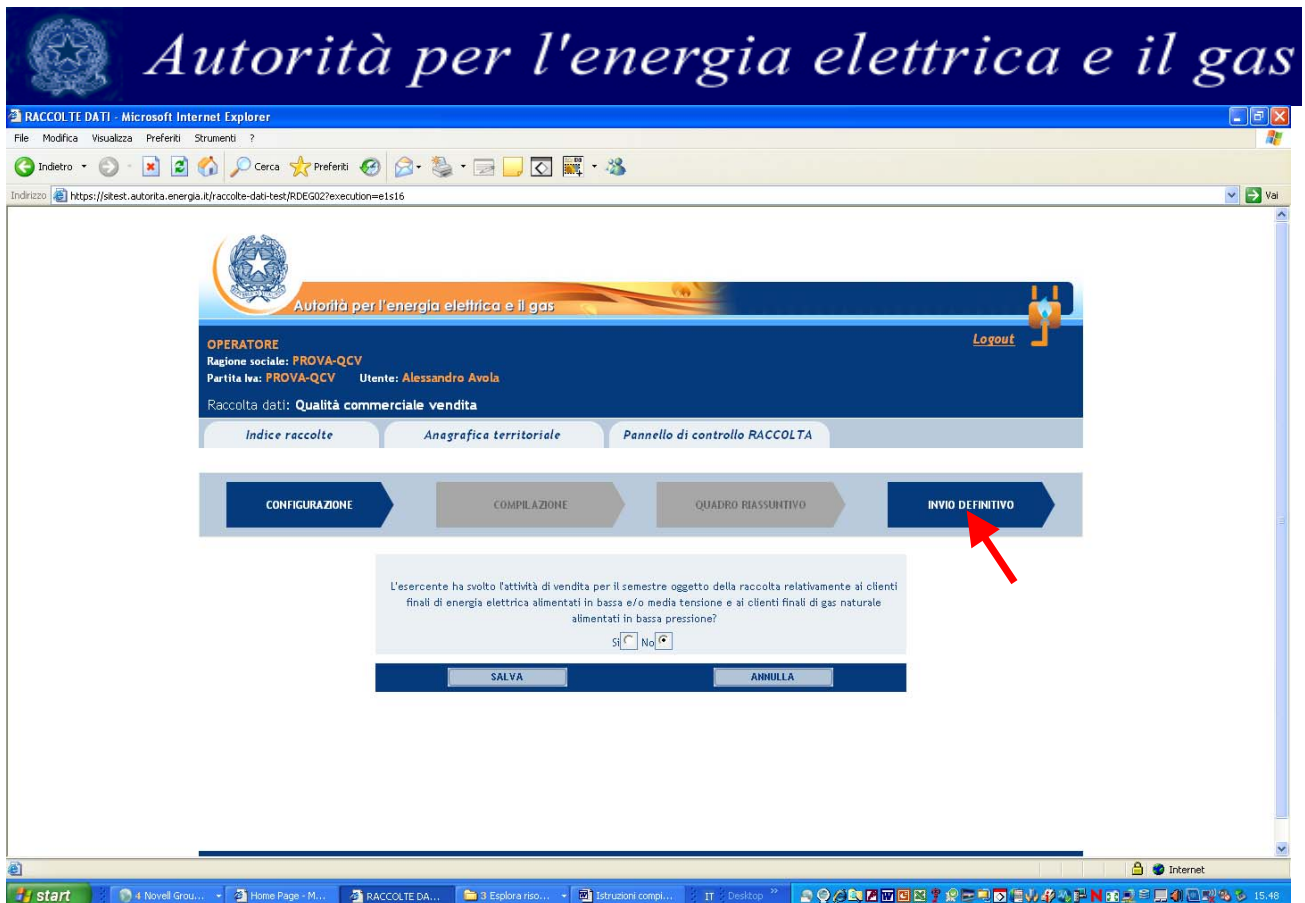 Autorità per l'energia elettrica e il gas
RACCOLTE DATI - Microsoft Internet Explorer
File Modifica Visualizza Preferiti Strumenti ?
Indietro Cerca Preferiti
Indirizzo https://sitest.autorita.energia.it/raccolte-dati-test/RDEG02?execution=e1s16 Vai
Autorità per l'energia elettrica e il gas
Logout
OPERATORE
Ragione sociale: PROVA-QCV
Partita Iva: PROVA-QCV Utente: Alessandro Avola
Raccolta dati: Qualità commerciale vendita
Indice raccolte Anagrafica territoriale Pannello di controllo RACCOLTA
CONFIGURAZIONE COMPILAZIONE QUADRO RIASSUNTIVO INVIO DEFINITIVO
L'esercente ha svolto l'attività di vendita per il semestre oggetto della raccolta relativamente ai clienti
finali di energia elettrica alimentati in bassa e/o media tensione e ai clienti finali di gas naturale
alimentati in bassa pressione?
Si No
SALVA ANNULLA
Internet
start 4 Novell Grou... Home Page - M... RACCOLTE DA... 3 Esplora riso... Istruzioni compi... IT Desktop » 15.48